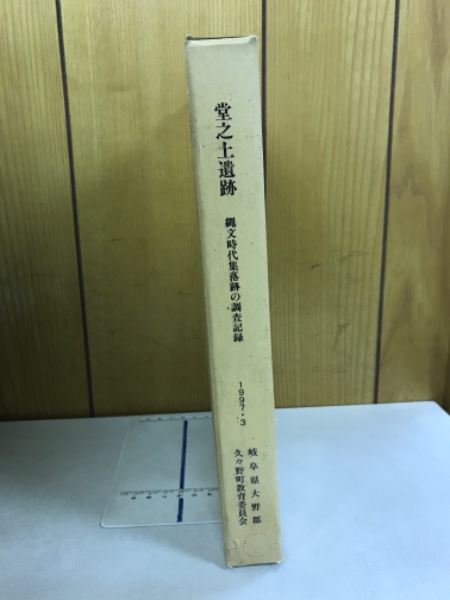 堂之上遺跡
縄文時代集落跡の調査記録
1997・3
岐阜県大野郡
久々野町教育委員会